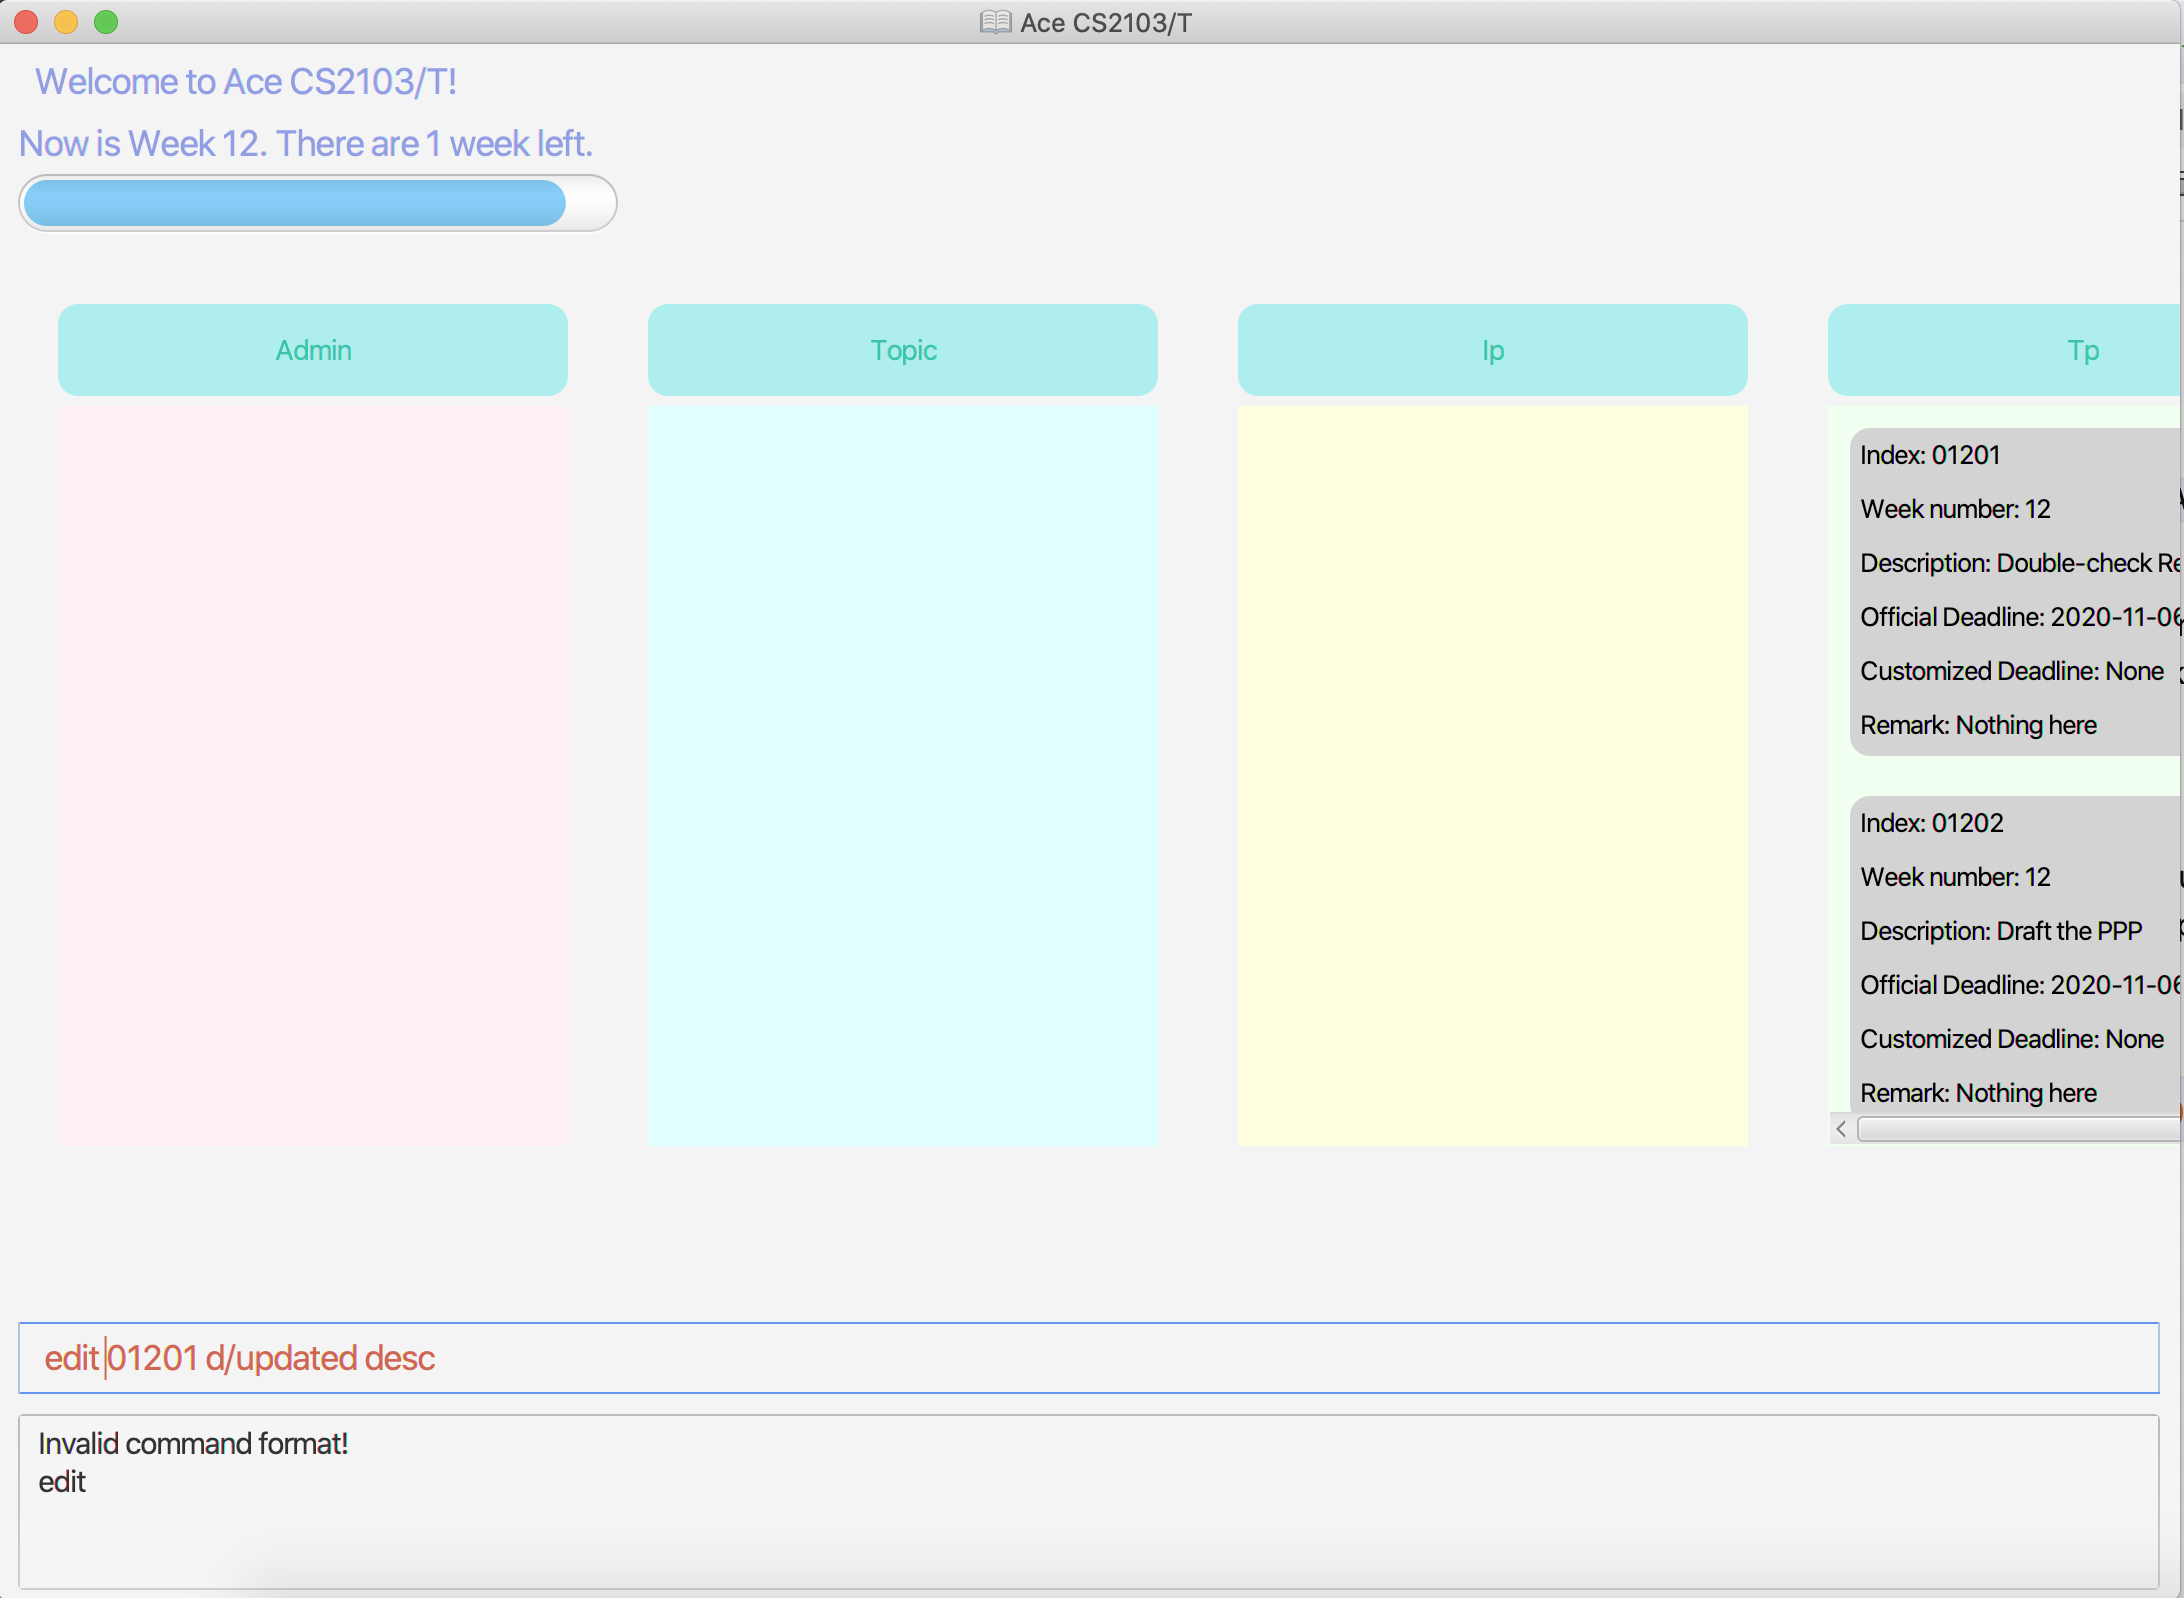 Ace CS2103/T
Welcome to Ace CS2103/T!
Now is Week 12. There are 1 week left.
Admin
Topic
Ip
Tp
Index: 01201
Week number: 12
Description: Double-check Re
Official Deadline: 2020-11-06
Customized Deadline: None
Remark: Nothing here
Index: 01202
Week number: 12
Description: Draft the PPP
Official Deadline: 2020-11-06
Customized Deadline: None
Remark: Nothing here
edit 01201 d/updated desc
Invalid command format!
edit